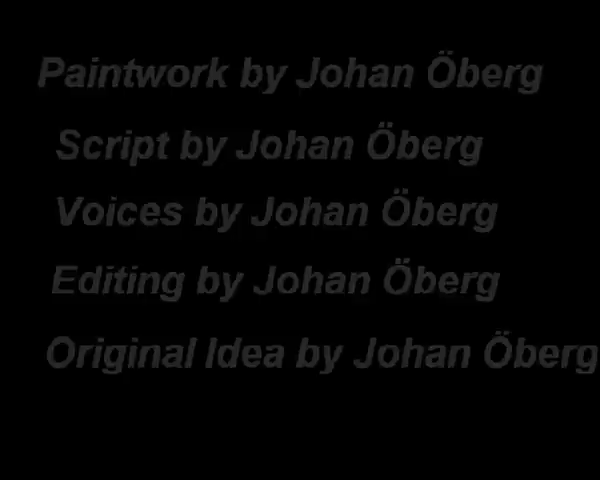 Paintwork by Johan Öberg
Script by Johan Öberg
Voices by Johan Öberg
Editing by Johan Öberg
Original Idea by Johan Öberg